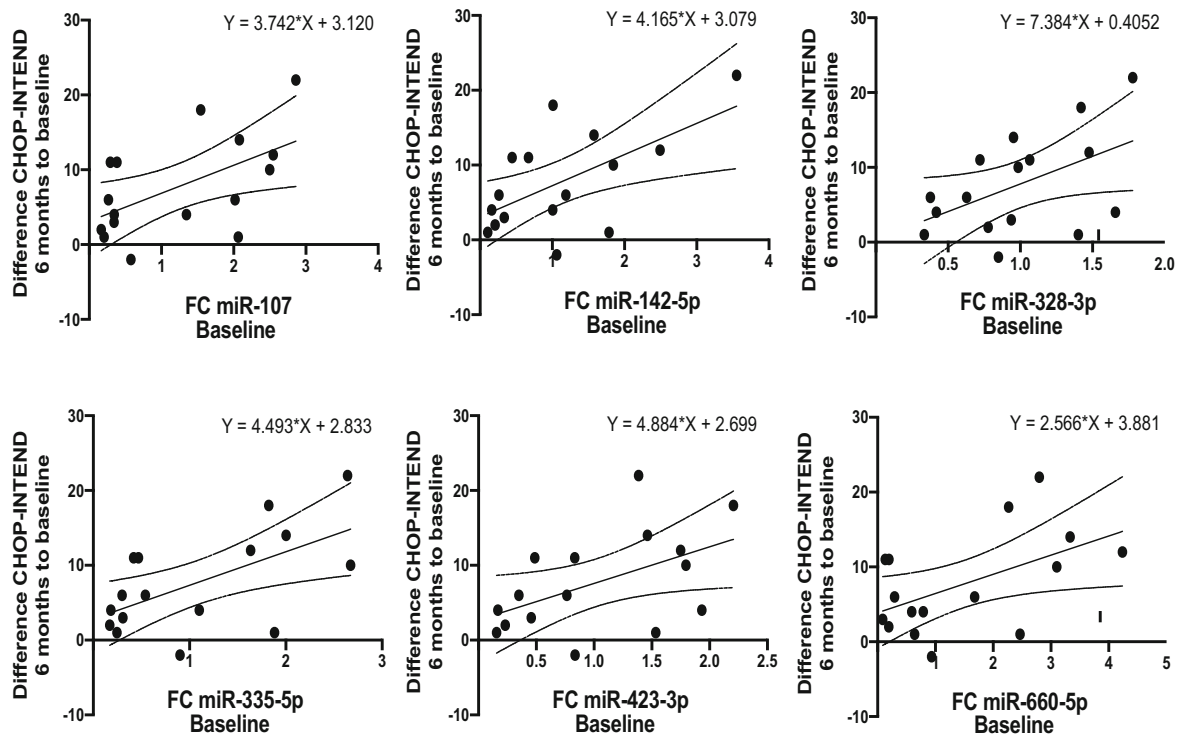 Y = 3.742*X + 3.120
Difference CHOP-INTEND
6 months to baseline
30
20
10
0
-10
1
2
3
4
FC miR-107
Baseline
Y = 4.165*X + 3.079
Difference CHOP-INTEND
6 months to baseline
30
20
10
0
-10
1
2
3
4
FC miR-142-5p
Baseline
Y = 7.384*X + 0.4052
Difference CHOP-INTEND
6 months to baseline
30
20
10
0
-10
0.5
1.0
1.5
2.0
FC miR-328-3p
Baseline
Y = 4.493*X + 2.833
Difference CHOP-INTEND
6 months to baseline
30
20
10
0
-10
1
2
3
FC miR-335-5p
Baseline
Y = 4.884*X + 2.699
Difference CHOP-INTEND
6 months to baseline
30
20
10
0
-10
0.5
1.0
1.5
2.0
2.5
FC miR-423-3p
Baseline
Y = 2.566*X + 3.881
Difference CHOP-INTEND
6 months to baseline
30
20
10
0
-10
1
2
3
4
5
FC miR-660-5p
Baseline